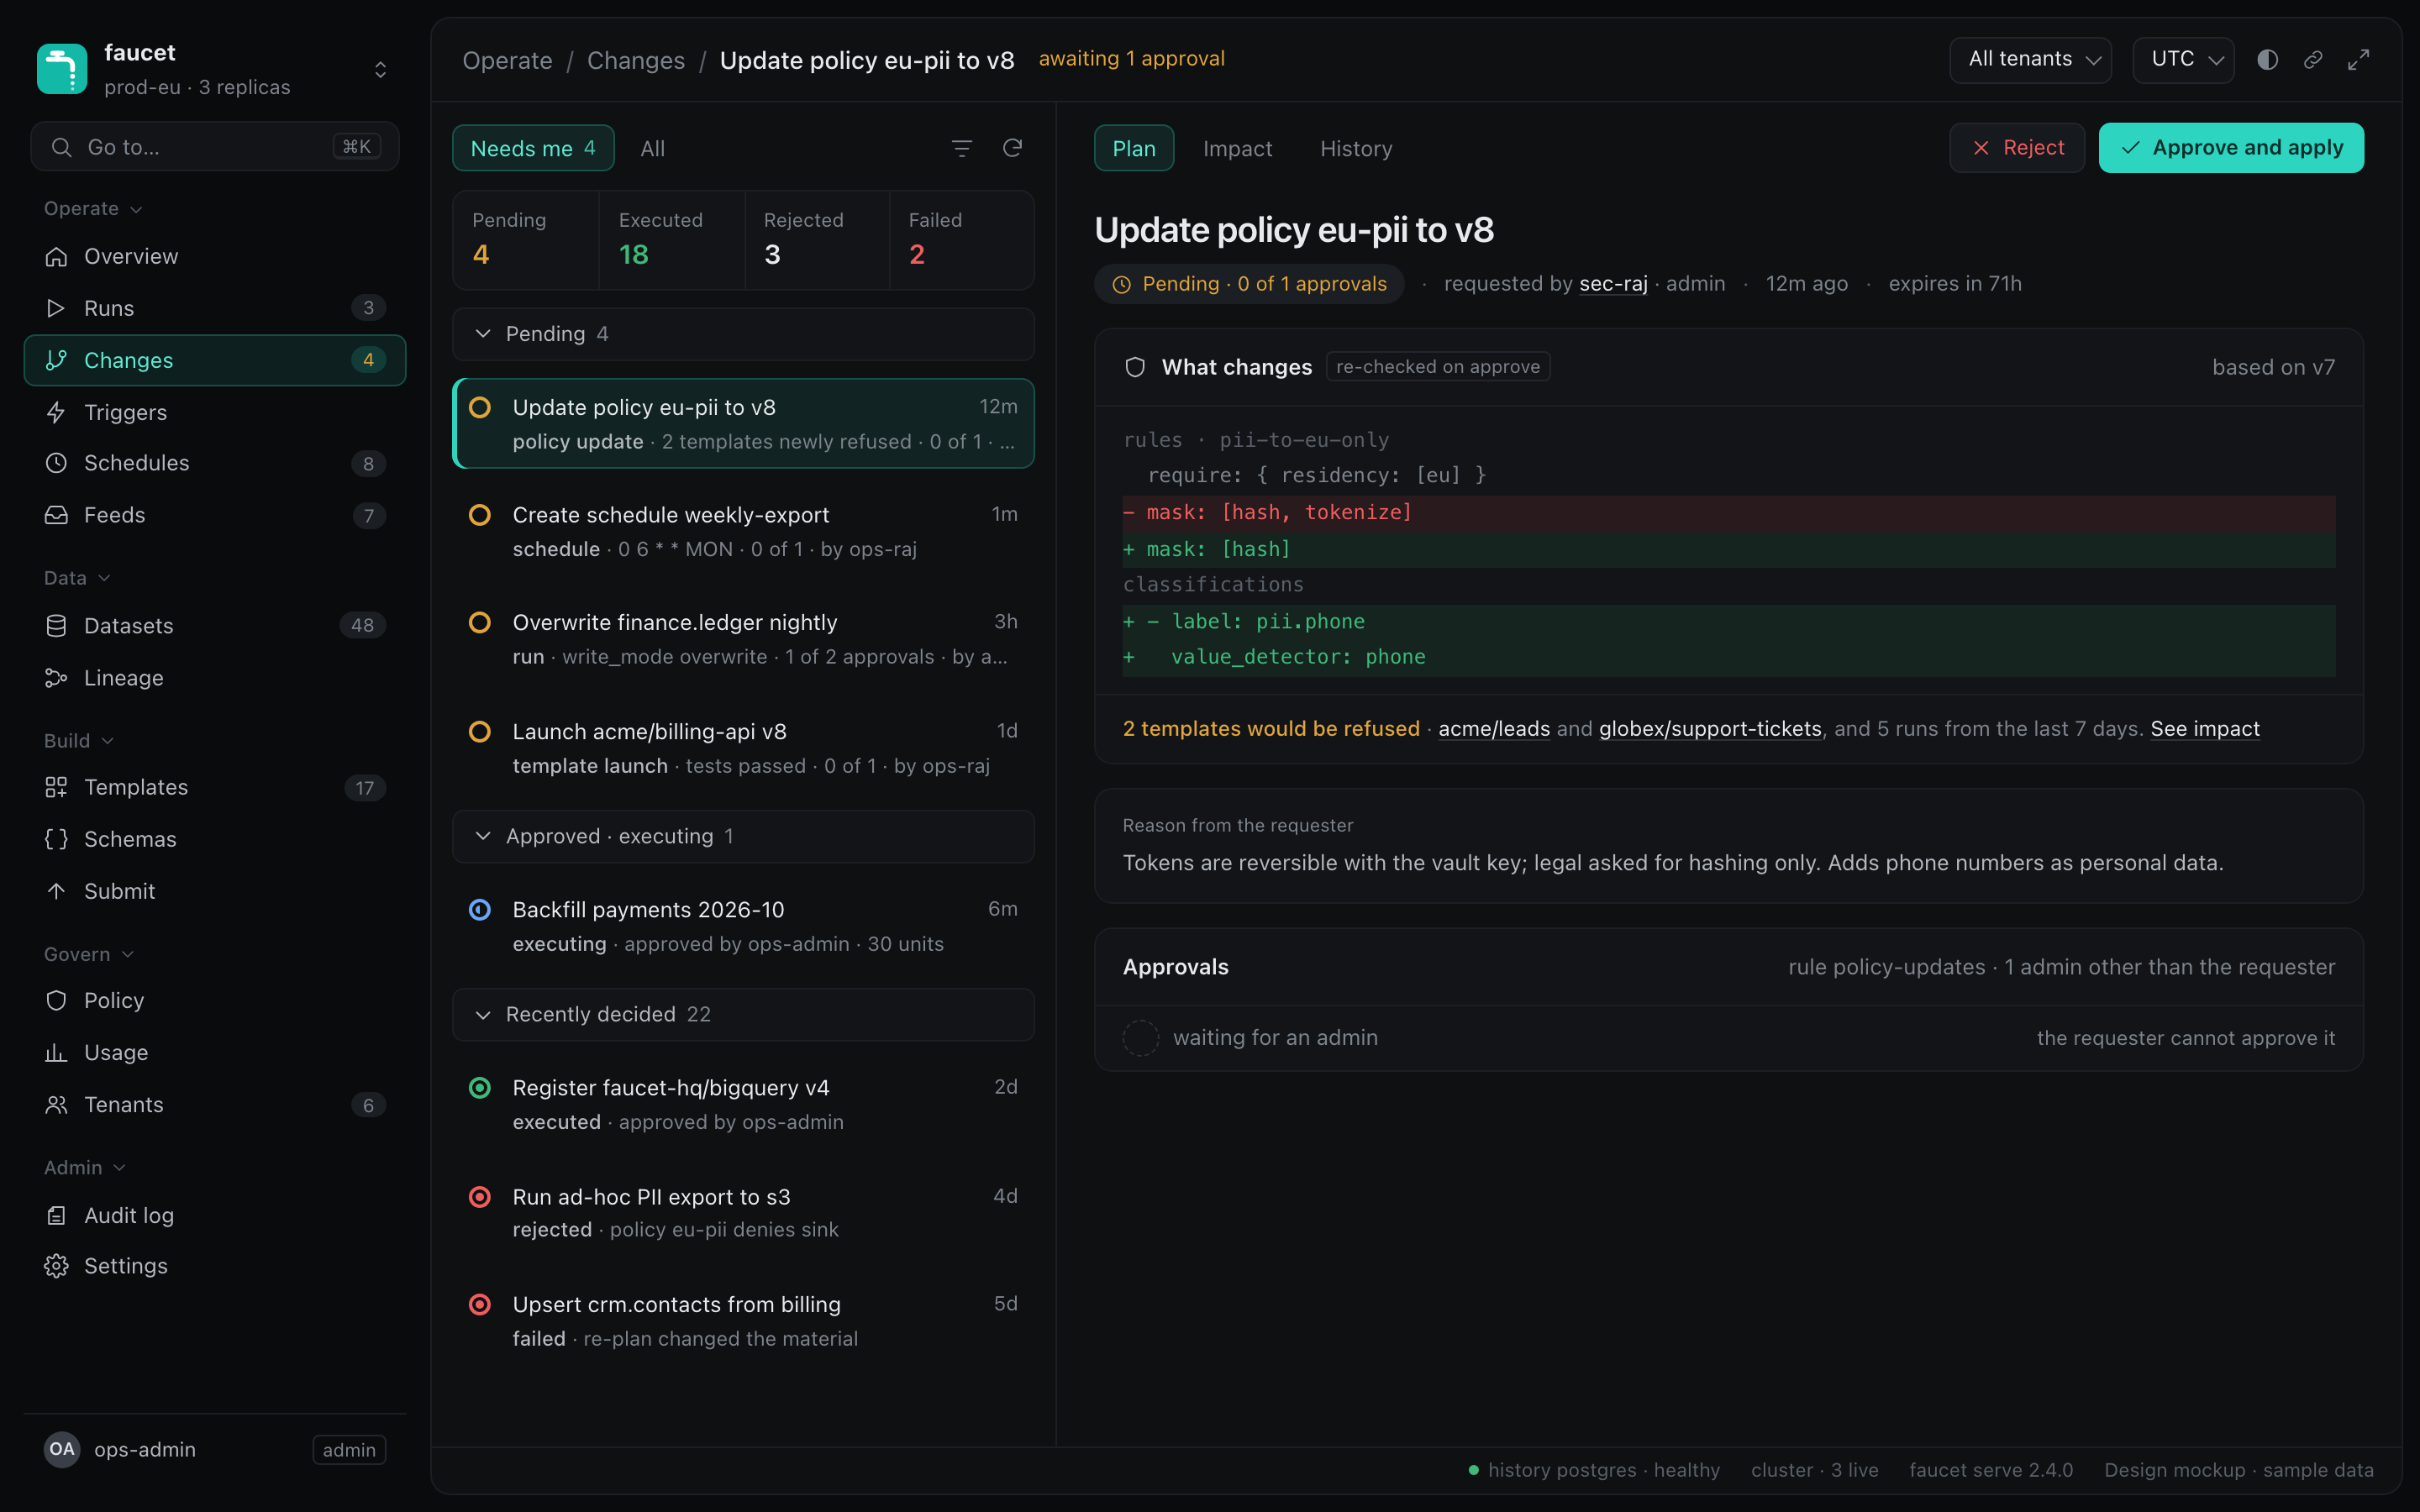 faucet
prod-eu · 3 replicas
Go to... ⌘K
Operate
Overview
Runs 3
Changes 4
Triggers
Schedules 8
Feeds 7
Data
Datasets 48
Lineage
Build
Templates 17
Schemas
Submit
Govern
Policy
Usage
Tenants 6
Admin
Audit log
Settings
OA ops-admin admin
Operate / Changes / Update policy eu-pii to v8 awaiting 1 approval
All tenants UTC
Needs me 4 All
Pending Executed Rejected Failed
4 18 3 2
Pending 4
Update policy eu-pii to v8 12m
policy update · 2 templates newly refused · 0 of 1 · ...
Create schedule weekly-export 1m
schedule · 0 6 * * MON · 0 of 1 · by ops-raj
Overwrite finance.ledger nightly 3h
run · write_mode overwrite · 1 of 2 approvals · by a...
Launch acme/billing-api v8 1d
template launch · tests passed · 0 of 1 · by ops-raj
Approved · executing 1
Backfill payments 2026-10 6m
executing · approved by ops-admin · 30 units
Recently decided 22
Register faucet-hq/bigquery v4 2d
executed · approved by ops-admin
Run ad-hoc PII export to s3 4d
rejected · policy eu-pii denies sink
Upsert crm.contacts from billing 5d
failed · re-plan changed the material
Plan Impact History
Reject Approve and apply
Update policy eu-pii to v8
Pending · 0 of 1 approvals · requested by sec-raj · admin · 12m ago · expires in 71h
What changes re-checked on approve based on v7
rules · pii-to-eu-only
require: { residency: [eu] }
- mask: [hash, tokenize]
+ mask: [hash]
classifications
+ - label: pii.phone
+ value_detector: phone
2 templates would be refused · acme/leads and globex/support-tickets, and 5 runs from the last 7 days. See impact
Reason from the requester
Tokens are reversible with the vault key; legal asked for hashing only. Adds phone numbers as personal data.
Approvals rule policy-updates · 1 admin other than the requester
waiting for an admin the requester cannot approve it
history postgres · healthy cluster · 3 live faucet serve 2.4.0 Design mockup · sample data